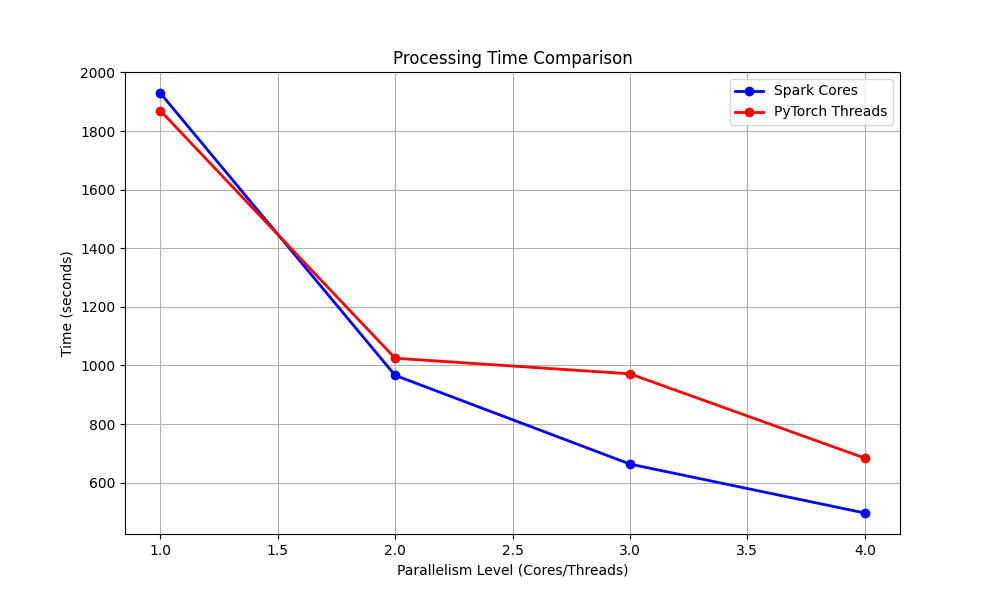 Processing Time Comparison
Spark Cores
PyTorch Threads
Time (seconds)
2000
1800
1600
1400
1200
1000
800
600
1.0 1.5 2.0 2.5 3.0 3.5 4.0
Parallelism Level (Cores/Threads)